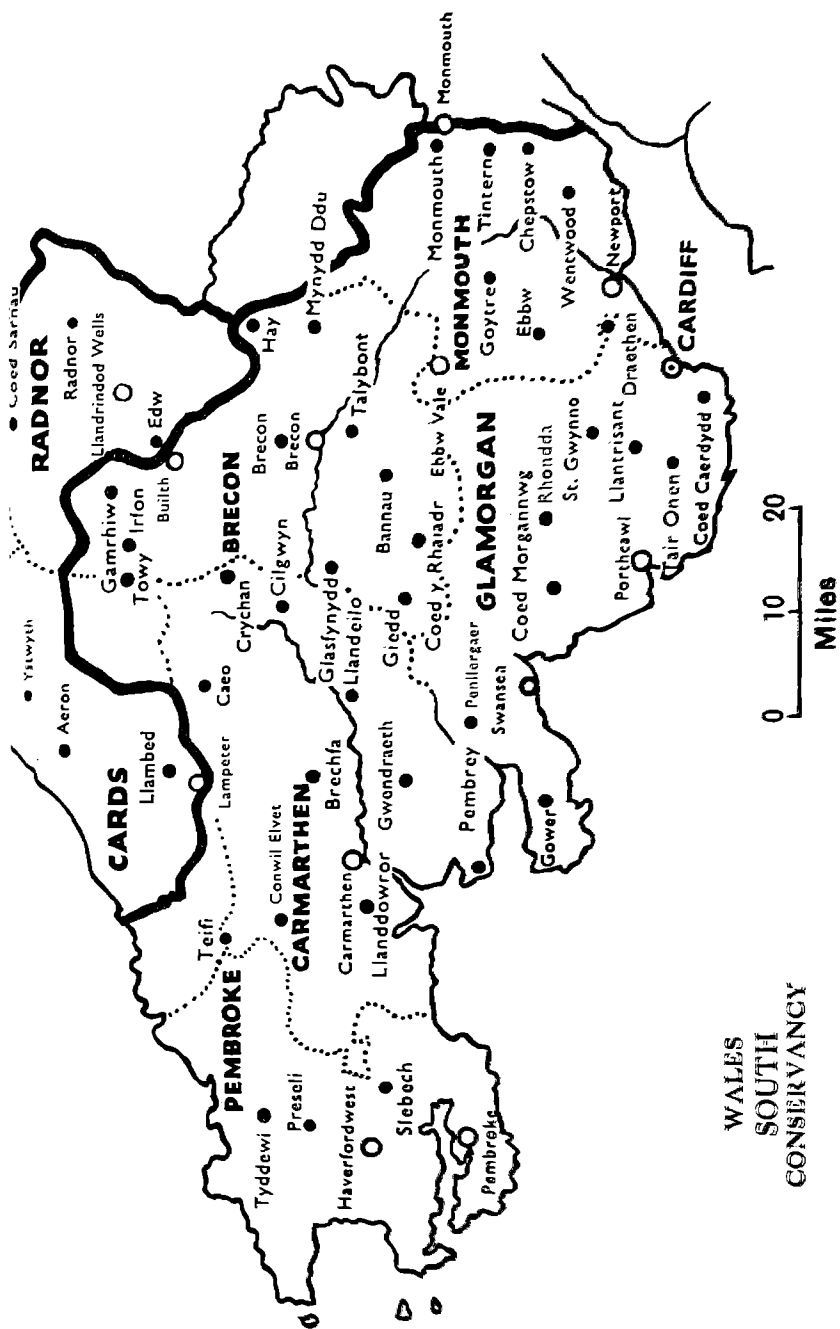 WALES
SOUTH
CONSERVANCY
Coed Sarnau
RADNOR
Radnor
Llandrindod Wells
Edw
Builth
Gamrhiw
Irfon
Towy
Ystwyth
Aeron
CARDS
Llambed
Lampeter
Caeo
Crychan
Cilgwyn
BRECON
Brecon
Brecon
Hay
Mynydd Ddu
Talybont
Glasfynydd
Llandeilo
Giedd
Coed y Rhaiadr
Bannau
Ebbw Vale
Monmouth
Monmouth
MONMOUTH
Goytre
Ebbw
Tintern
Chepstow
Wentwood
Newport
Draethen
CARDIFF
GLAMORGAN
Coed Morgannwg
Rhondda
St. Gwynno
Llantrisant
Tair Onen
Coed Caerdydd
Porthcawl
Penllergaer
Swansea
Gower
Pembrey
Gwendraeth
Brechfa
CARMARTHEN
Conwil Elvet
Carmarthen
Llanddowror
Teifi
PEMBROKE
Tyddewi
Preseli
Haverfordwest
Slebech
Pembroke
0 10 20
Miles